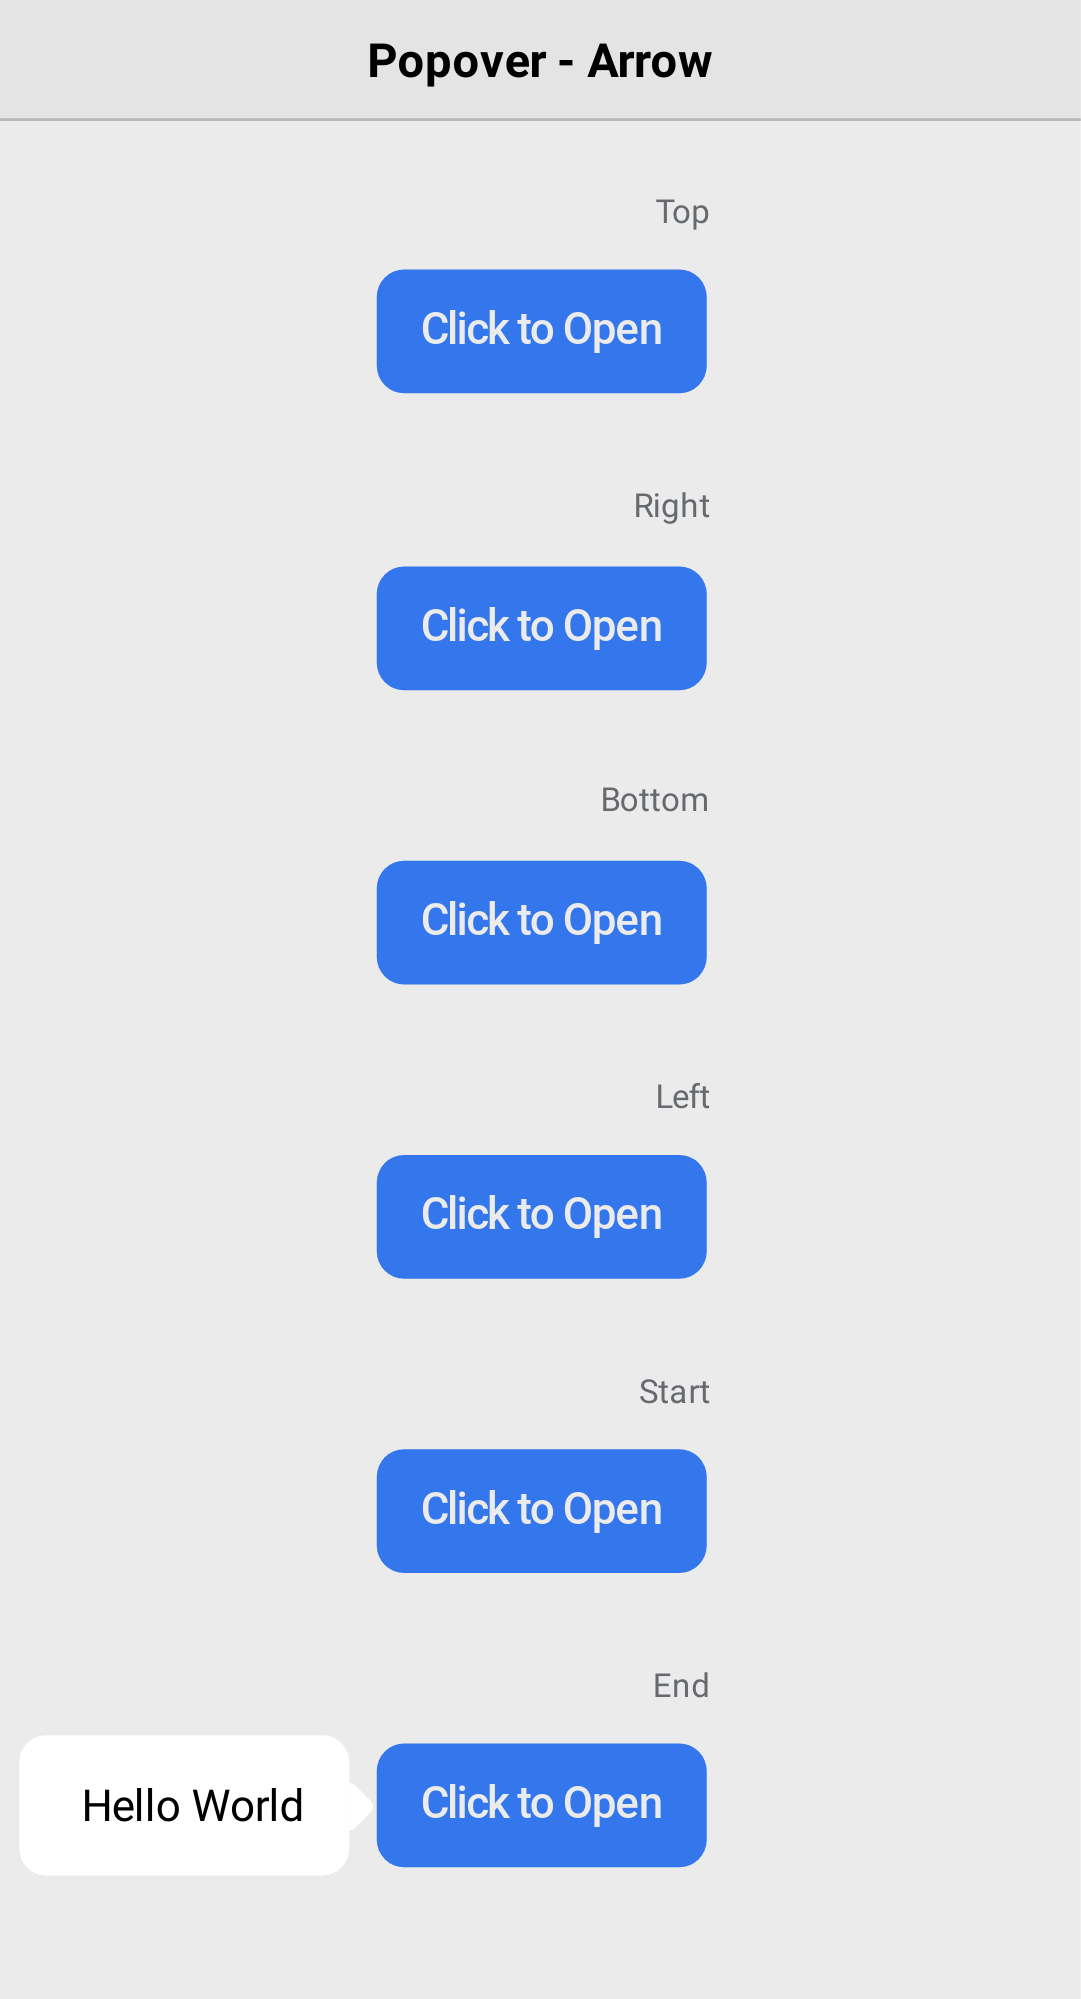 Popover - Arrow
Top
Click to Open
Right
Click to Open
Bottom
Click to Open
Left
Click to Open
Start
Click to Open
End
Hello World
Click to Open